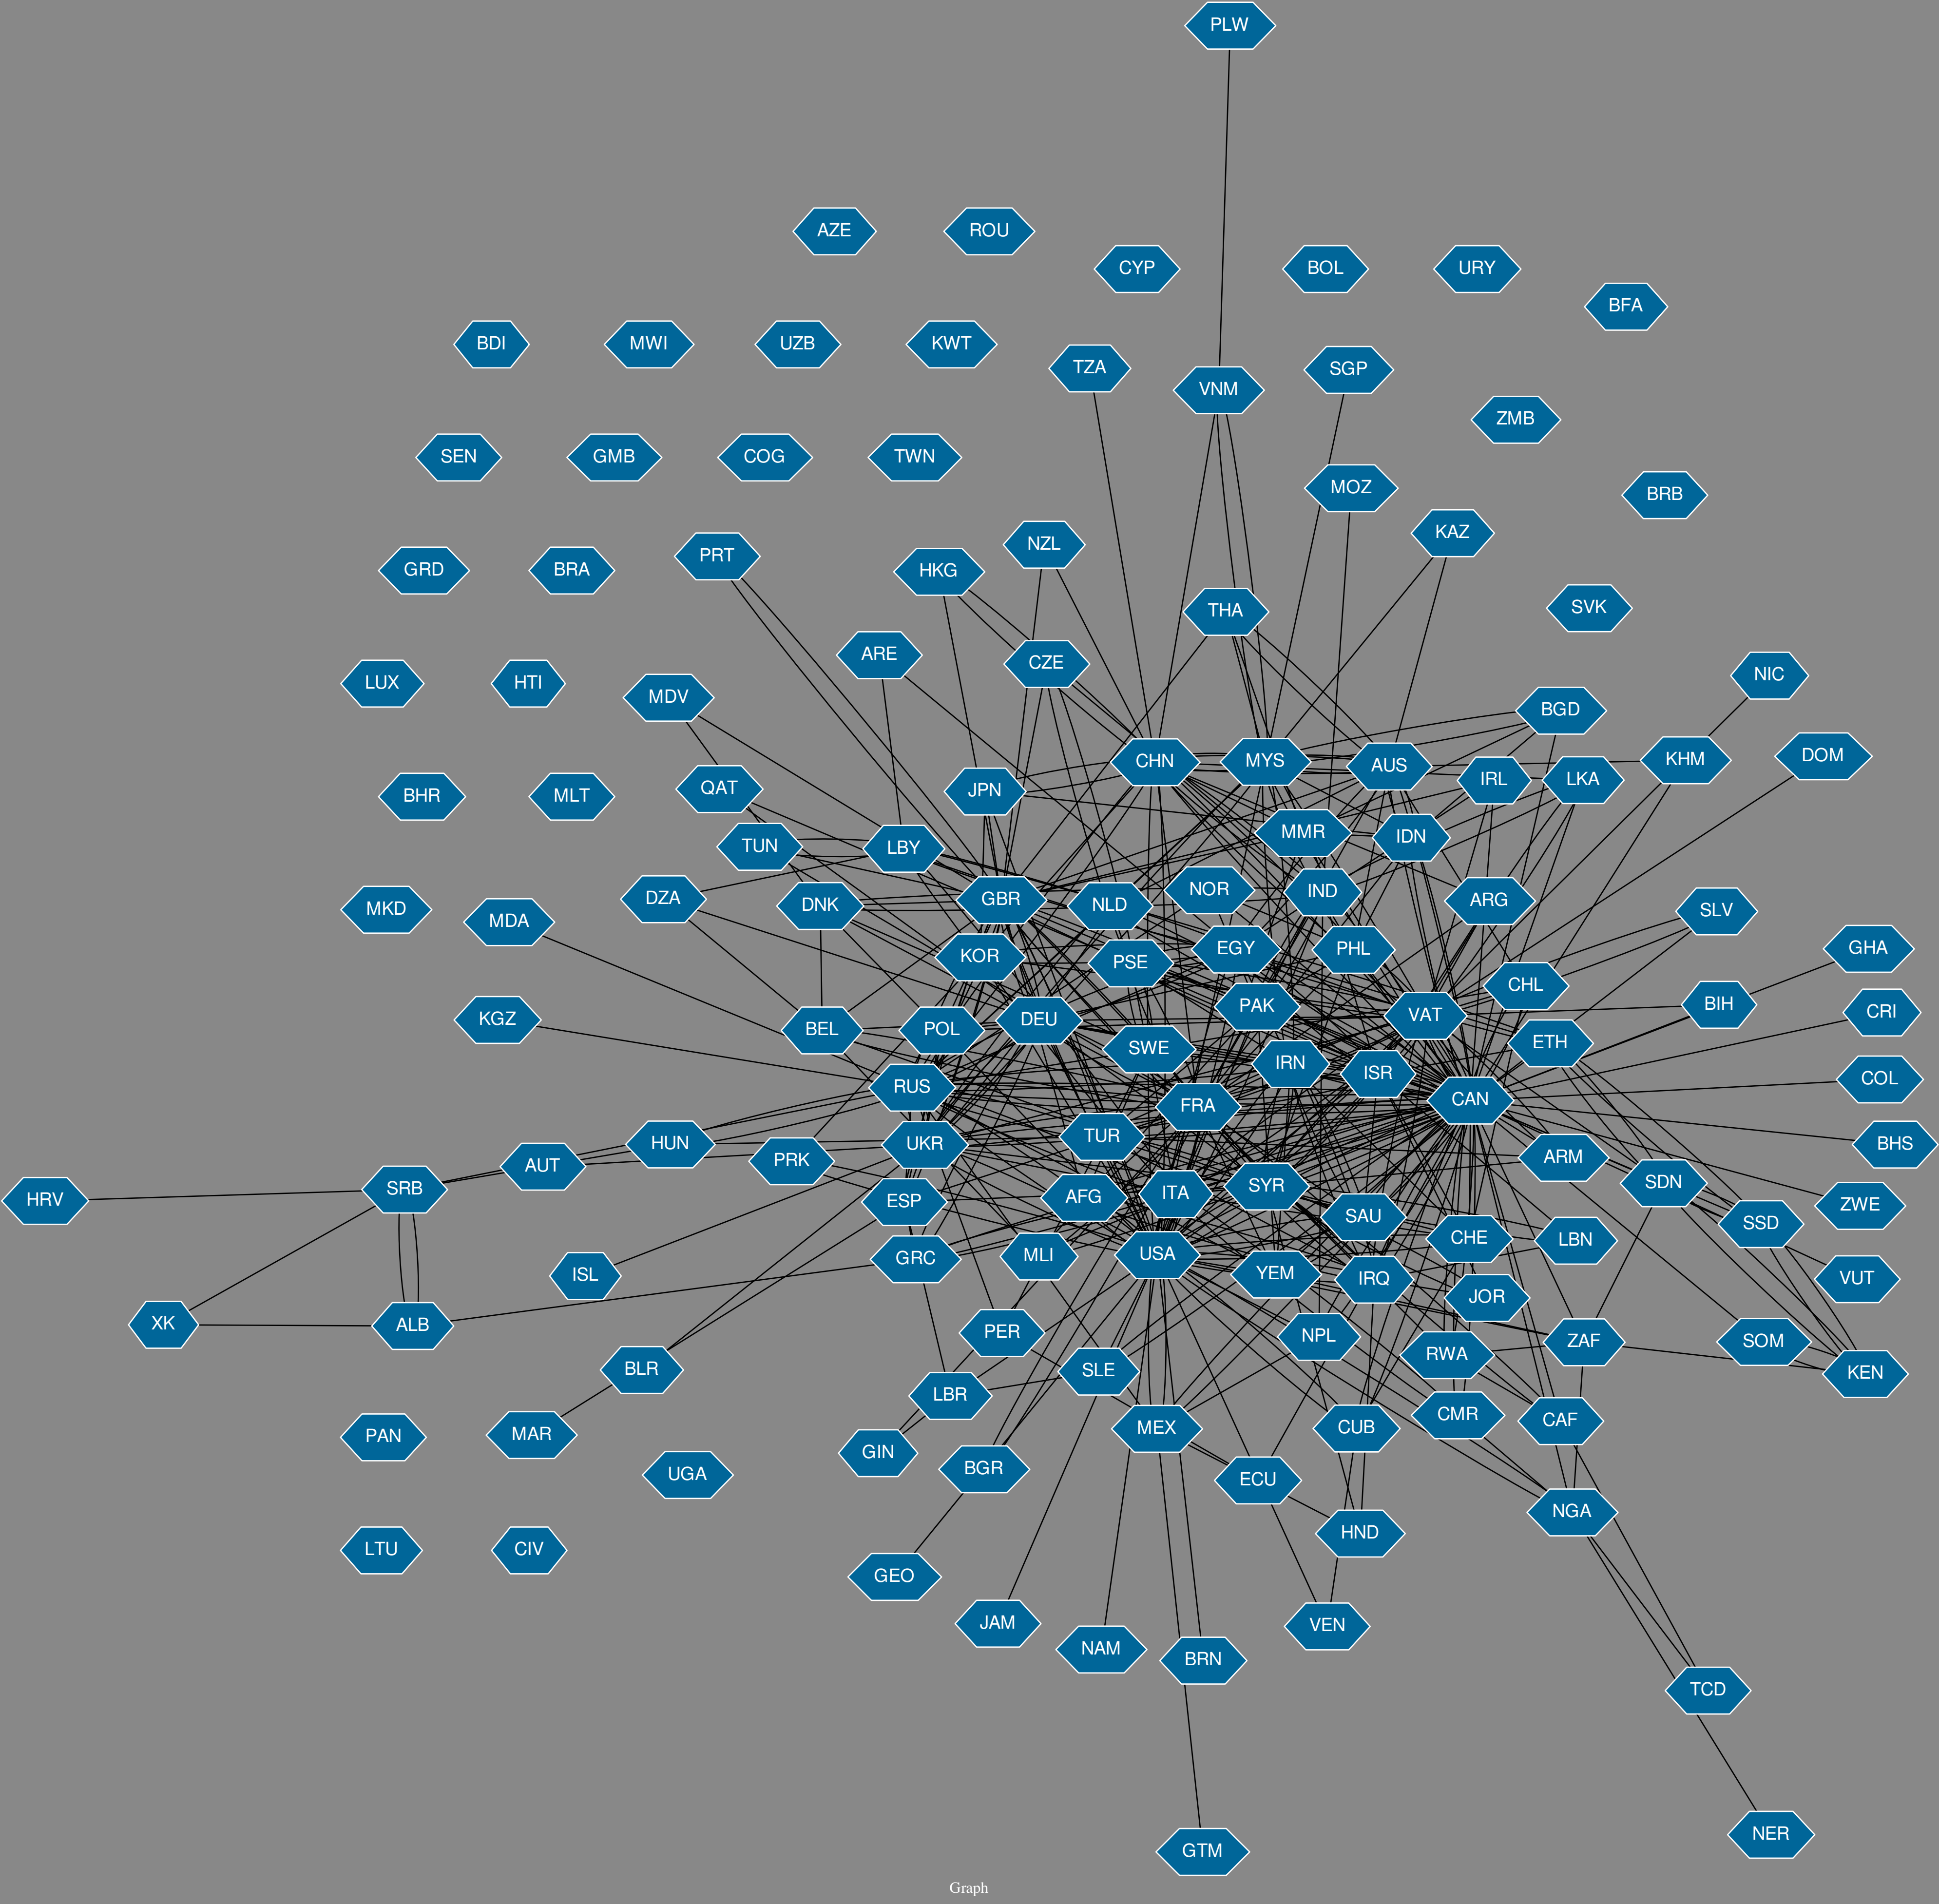 PLW
AZE
ROU
CYP
BOL
URY
BFA
BDI
MWI
UZB
KWT
TZA
VNM
SGP
ZMB
SEN
GMB
COG
TWN
MOZ
BRB
GRD
BRA
PRT
HKG
NZL
KAZ
THA
SVK
LUX
HTI
MDV
ARE
CZE
BGD
NIC
BHR
MLT
QAT
JPN
CHN
MYS
AUS
IRL
LKA
KHM
DOM
TUN
LBY
MMR
IDN
MKD
MDA
DZA
DNK
GBR
NLD
NOR
IND
ARG
SLV
KOR
PSE
EGY
PHL
CHL
GHA
KGZ
BEL
POL
DEU
PAK
VAT
BIH
CRI
SWE
IRN
ISR
ETH
RUS
FRA
CAN
COL
HRV
SRB
AUT
HUN
PRK
UKR
TUR
ARM
BHS
ESP
AFG
ITA
SYR
SAU
SDN
ZWE
ISL
GRC
MLI
USA
YEM
IRQ
CHE
LBN
SSD
VUT
XK
ALB
JOR
PER
NPL
RWA
ZAF
SOM
KEN
BLR
LBR
SLE
PAN
MAR
GIN
MEX
CUB
CMR
CAF
UGA
BGR
ECU
NGA
LTU
CIV
HND
GEO
JAM
NAM
BRN
VEN
TCD
GTM
NER
Graph